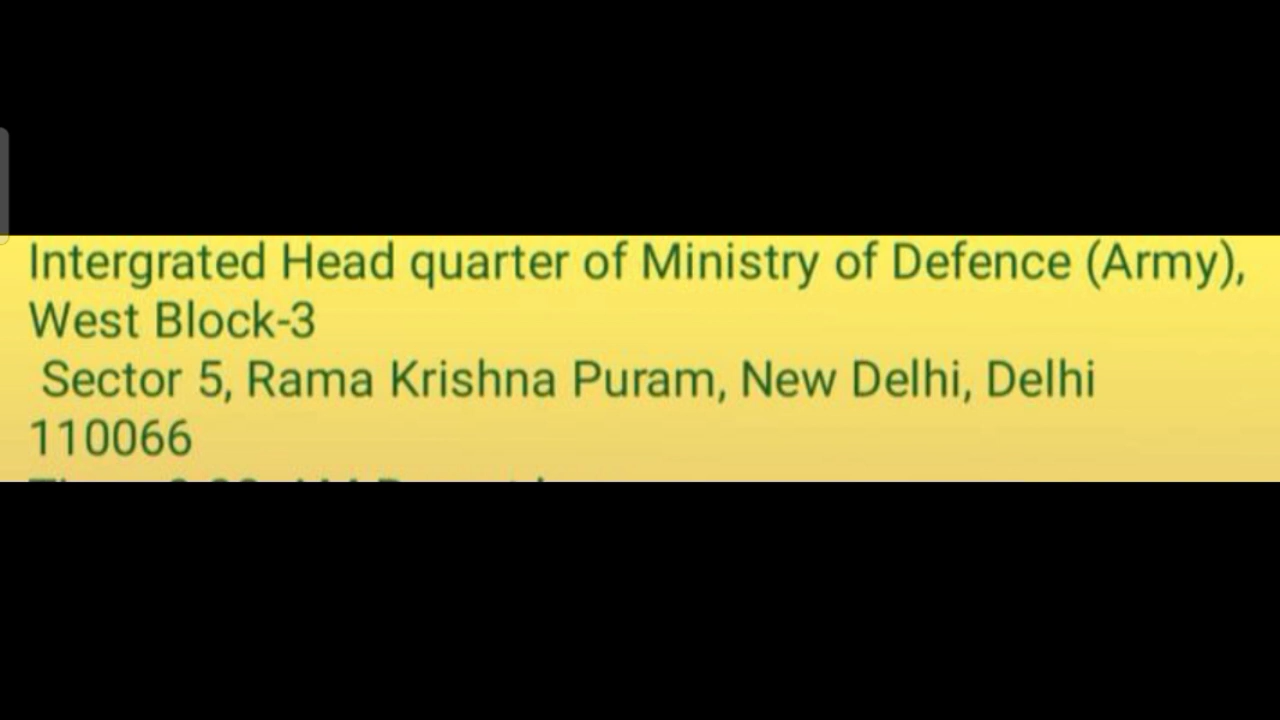 Intergrated Head quarter of Ministry of Defence (Army),
West Block-3
Sector 5, Rama Krishna Puram, New Delhi, Delhi
110066